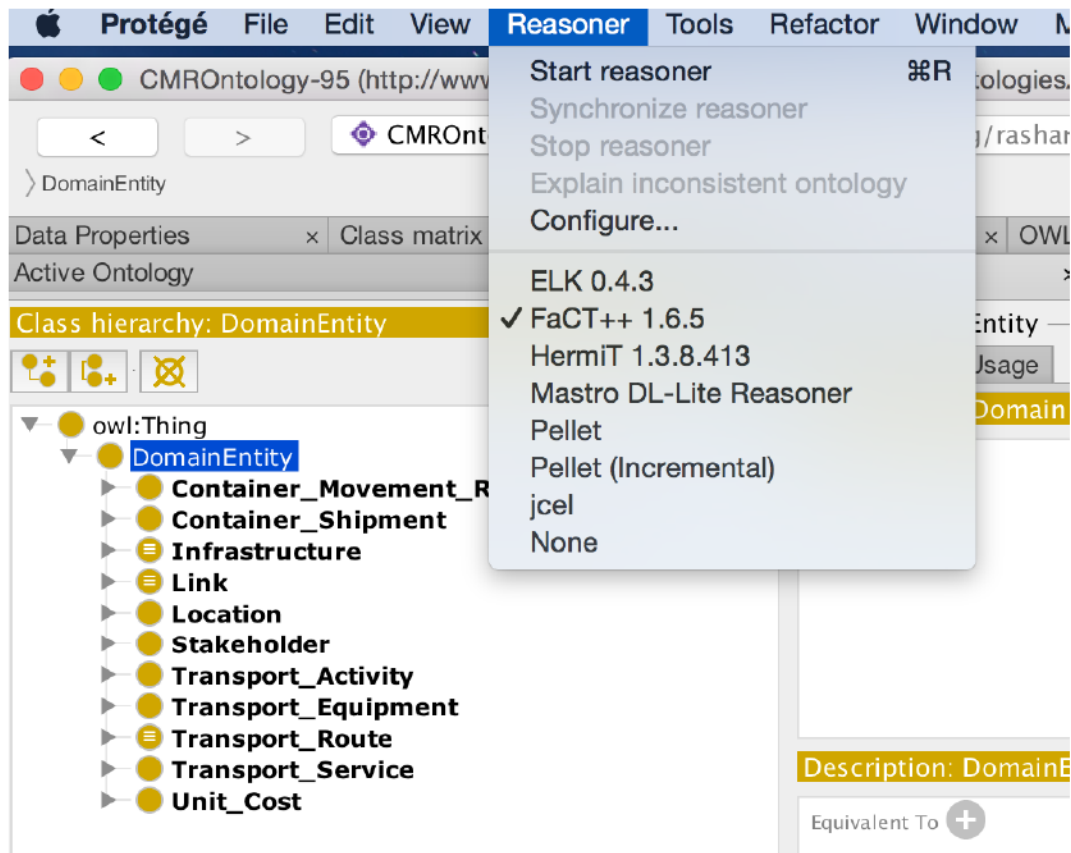 Protégé File Edit View Reasoner Tools Refactor Window
CMROntology-95 (http://www
Start reasoner ⌘R
Synchronize reasoner
Stop reasoner
Explain inconsistent ontology
Configure...
ELK 0.4.3
✓ FaCT++ 1.6.5
HermiT 1.3.8.413
Mastro DL-Lite Reasoner
Pellet
Pellet (Incremental)
jcel
None
ologies.
< >
CMROnt
/rashar
〉DomainEntity
Data Properties × Class matrix × OWL
Active Ontology ×
Class hierarchy: DomainEntity
Entity
Usage
Domain
owl:Thing
DomainEntity
Container_Movement_R
Container_Shipment
Infrastructure
Link
Location
Stakeholder
Transport_Activity
Transport_Equipment
Transport_Route
Transport_Service
Unit_Cost
Description: DomainE
Equivalent To +